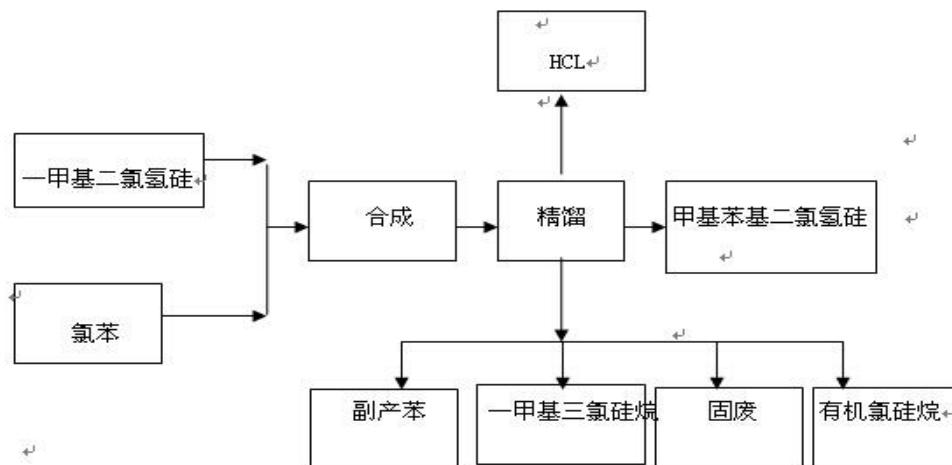 HCL
一甲基二氯氢硅
合成
精馏
甲基苯基二氯氢硅
氯苯
副产苯
一甲基三氯硅烷
固废
有机氯硅烷